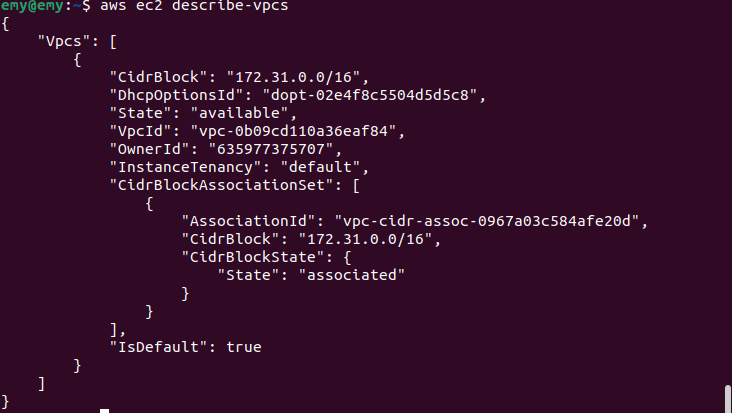 emy@emy:~$ aws ec2 describe-vpcs
{
    "Vpcs": [
        {
            "CidrBlock": "172.31.0.0/16",
            "DhcpOptionsId": "dopt-02e4f8c5504d5d5c8",
            "State": "available",
            "VpcId": "vpc-0b09cd110a36eaf84",
            "OwnerId": "635977375707",
            "InstanceTenancy": "default",
            "CidrBlockAssociationSet": [
                {
                    "AssociationId": "vpc-cidr-assoc-0967a03c584afe20d",
                    "CidrBlock": "172.31.0.0/16",
                    "CidrBlockState": {
                        "State": "associated"
                    }
                }
            ],
            "IsDefault": true
        }
    ]
}